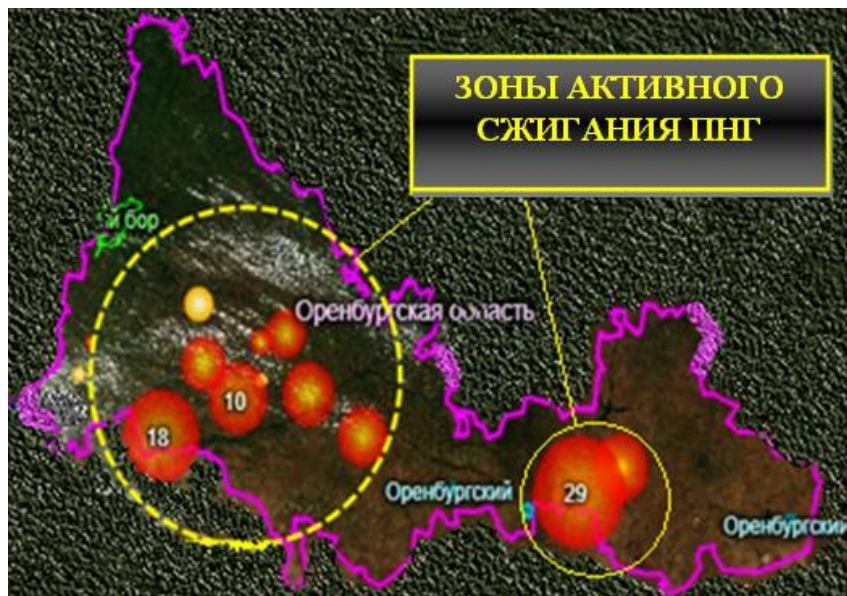 ЗОНЫ АКТИВНОГО
СЖИГАНИЯ ПНГ
й бор
Оренбургская область
10
18
29
Оренбургский
Оренбургский